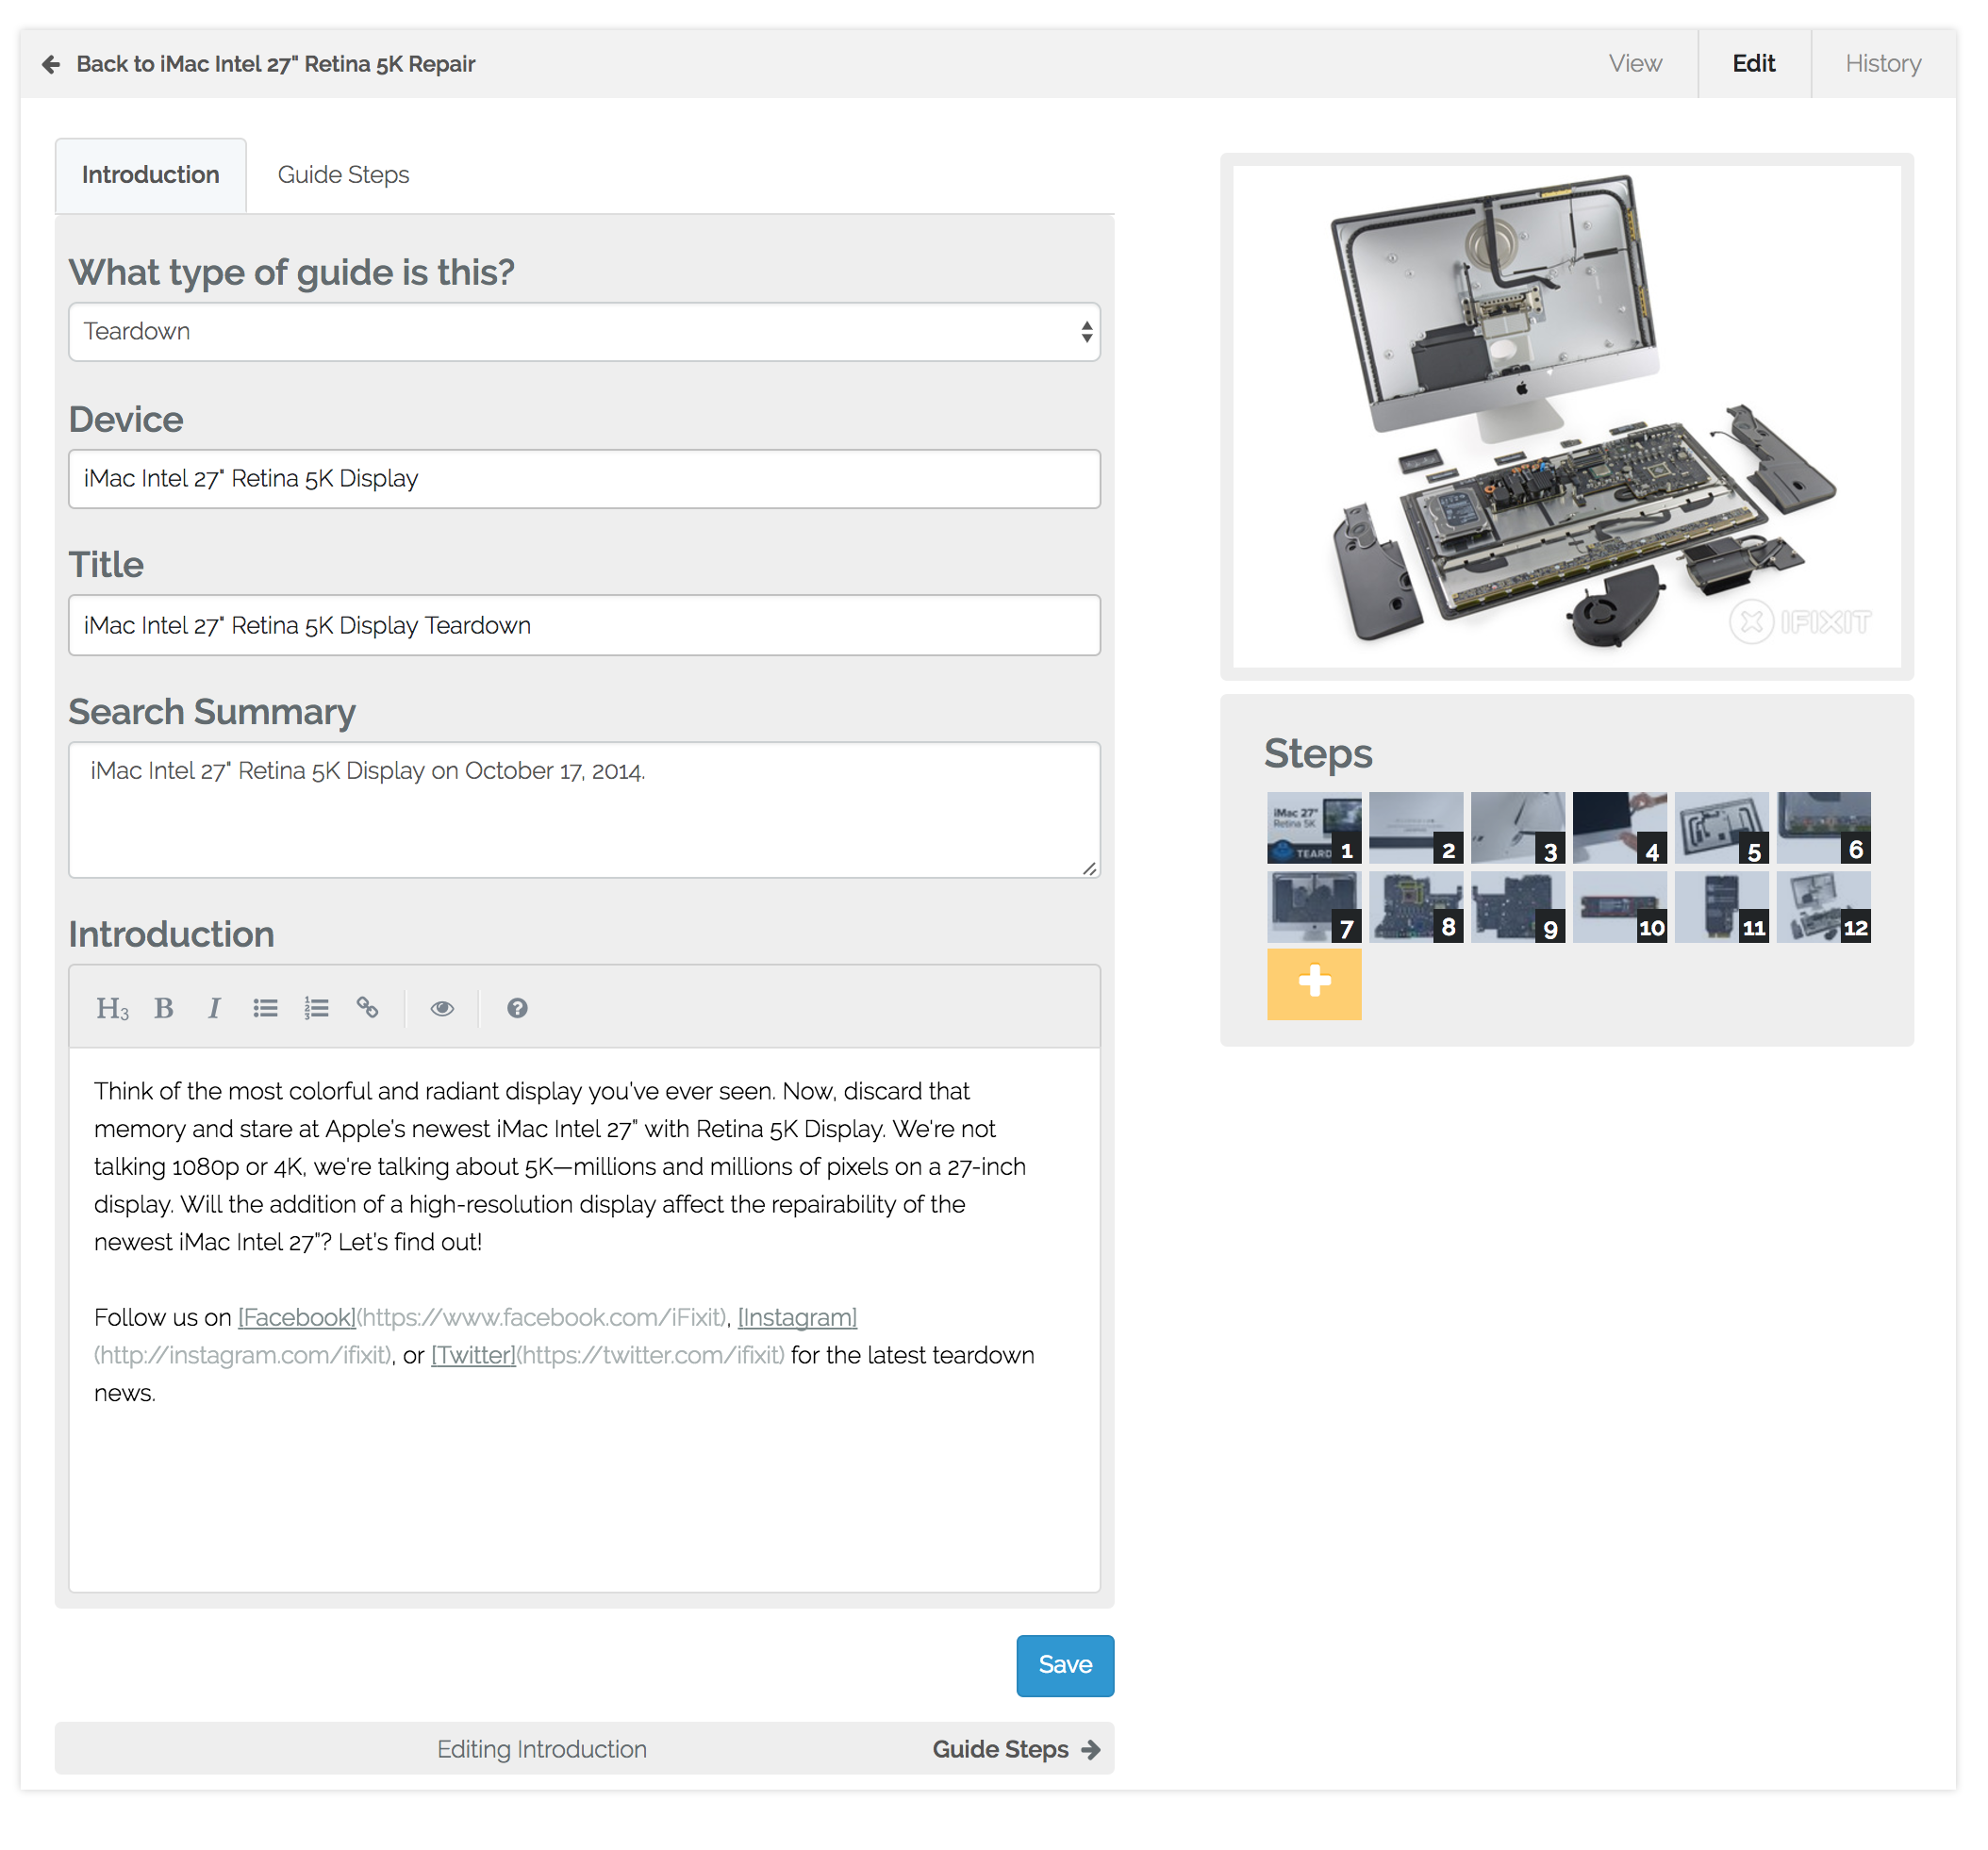 Back to iMac Intel 27" Retina 5K Repair
View
Edit
History
Introduction
Guide Steps
What type of guide is this?
Teardown
Device
iMac Intel 27" Retina 5K Display
Title
iMac Intel 27" Retina 5K Display Teardown
Search Summary
iMac Intel 27" Retina 5K Display on October 17, 2014.
Introduction
H3 B I
Think of the most colorful and radiant display you've ever seen. Now, discard that
memory and stare at Apple's newest iMac Intel 27" with Retina 5K Display. We're not
talking 1080p or 4K, we're talking about 5K—millions and millions of pixels on a 27-inch
display. Will the addition of a high-resolution display affect the repairability of the
newest iMac Intel 27"? Let's find out!
Follow us on [Facebook](https://www.facebook.com/iFixit), [Instagram]
(http://instagram.com/ifixit), or [Twitter](https://twitter.com/ifixit) for the latest teardown
news.
Save
Editing Introduction
Guide Steps
IFIXIT
Steps
iMac 27"
Retina 5K
TEARD
1
2
3
4
5
6
7
8
9
10
11
12